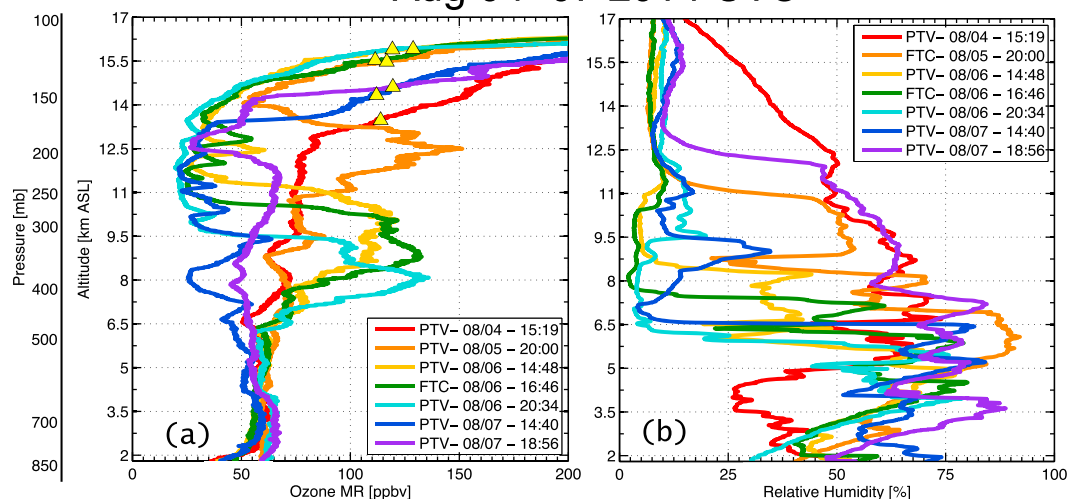 100
150
200
250
300
400
500
700
850
Pressure [mb]
Altitude [km ASL]
17
15.5
14
12.5
11
9.5
8
6.5
5
3.5
2
PTV– 08/04 – 15:19
PTV– 08/05 – 20:00
PTV– 08/06 – 14:48
FTC– 08/06 – 16:46
PTV– 08/06 – 20:34
PTV– 08/07 – 14:40
PTV– 08/07 – 18:56
(a)
0
50
100
150
200
Ozone MR [ppbv]
17
15.5
14
12.5
11
9.5
8
6.5
5
3.5
2
PTV– 08/04 – 15:19
FTC– 08/05 – 20:00
PTV– 08/06 – 14:48
FTC– 08/06 – 16:46
PTV– 08/06 – 20:34
PTV– 08/07 – 14:40
PTV– 08/07 – 18:56
(b)
0
25
50
75
100
Relative Humidity [%]